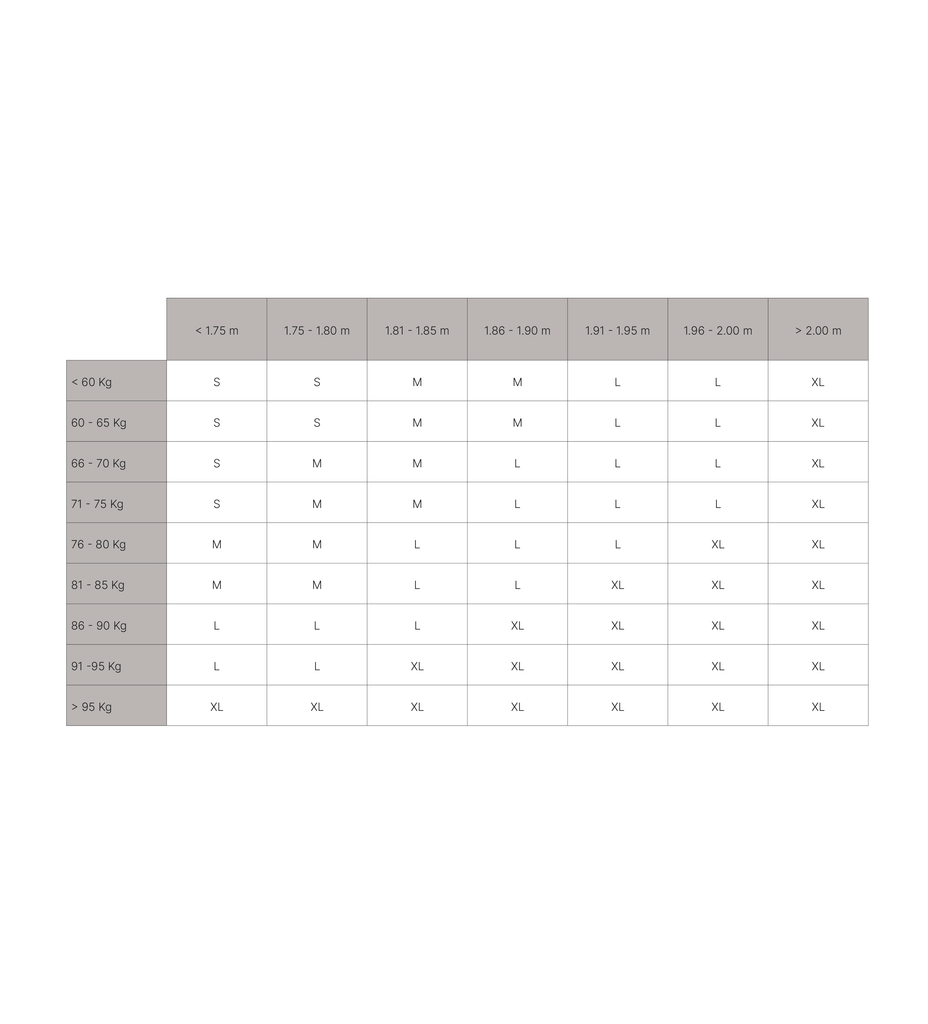 < 1.75 m 1.75 - 1.80 m 1.81 - 1.85 m 1.86 - 1.90 m 1.91 - 1.95 m 1.96 - 2.00 m > 2.00 m
< 60 Kg S S M M L L XL
60 - 65 Kg S S M M L L XL
66 - 70 Kg S M M L L L XL
71 - 75 Kg S M M L L L XL
76 - 80 Kg M M L L L XL XL
81 - 85 Kg M M L L XL XL XL
86 - 90 Kg L L L XL XL XL XL
91 -95 Kg L L XL XL XL XL XL
> 95 Kg XL XL XL XL XL XL XL